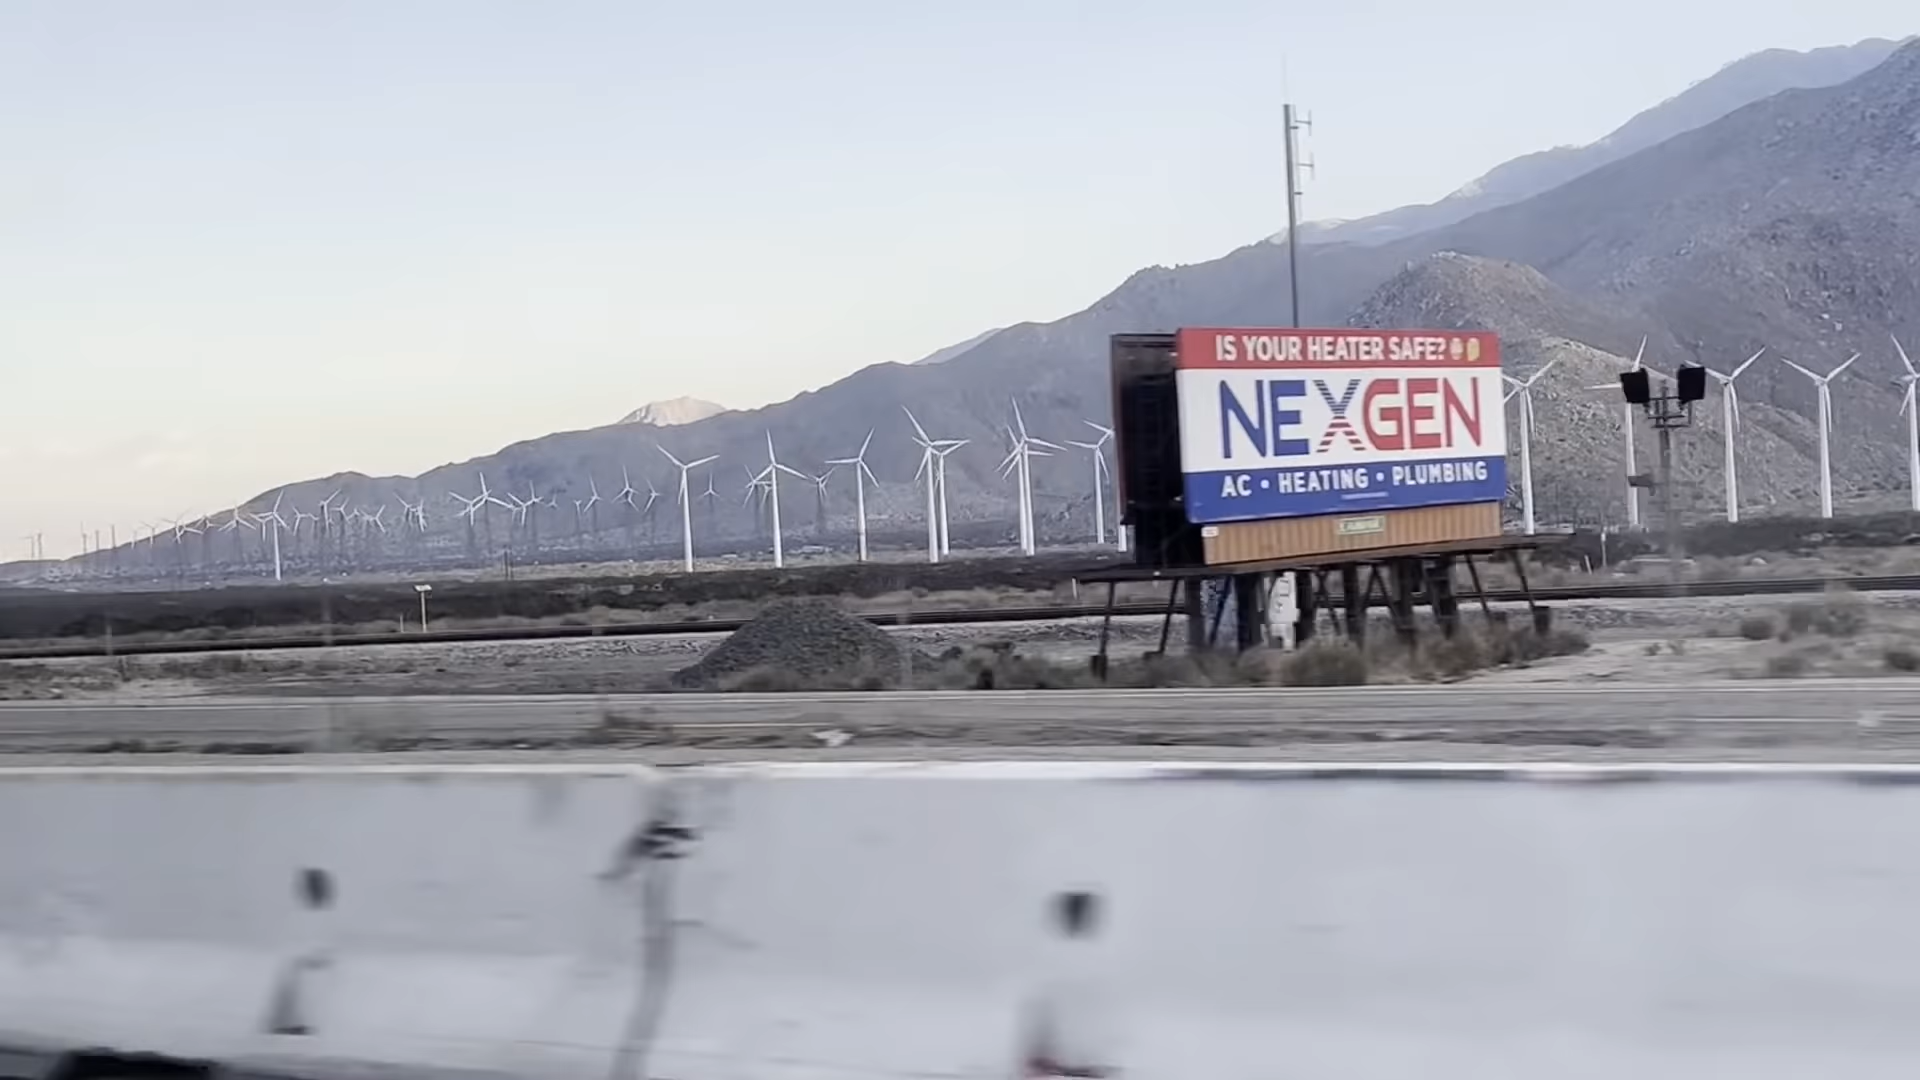 IS YOUR HEATER SAFE?
NEXGEN
AC • HEATING • PLUMBING